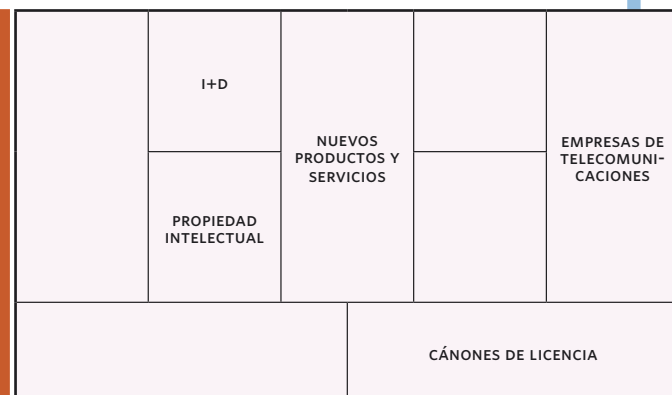 I+D
PROPIEDAD
INTELECTUAL
NUEVOS
PRODUCTOS Y
SERVICIOS
EMPRESAS DE
TELECOMUNI-
CACIONES
CÁNONES DE LICENCIA